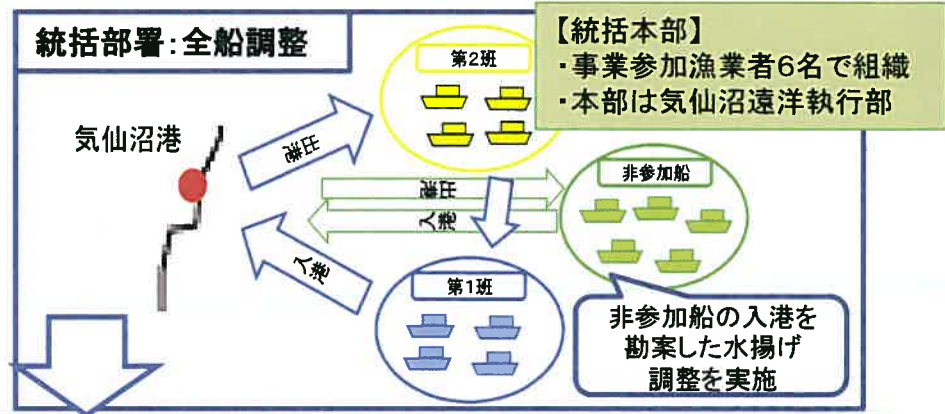 統括部署:全船調整
【統括本部】
・事業参加漁業者6名で組織
・本部は気仙沼遠洋執行部
第2班
気仙沼港
出港
非参加船
出港
入港
入港
第1班
非参加船の入港を
勘案した水揚げ
調整を実施